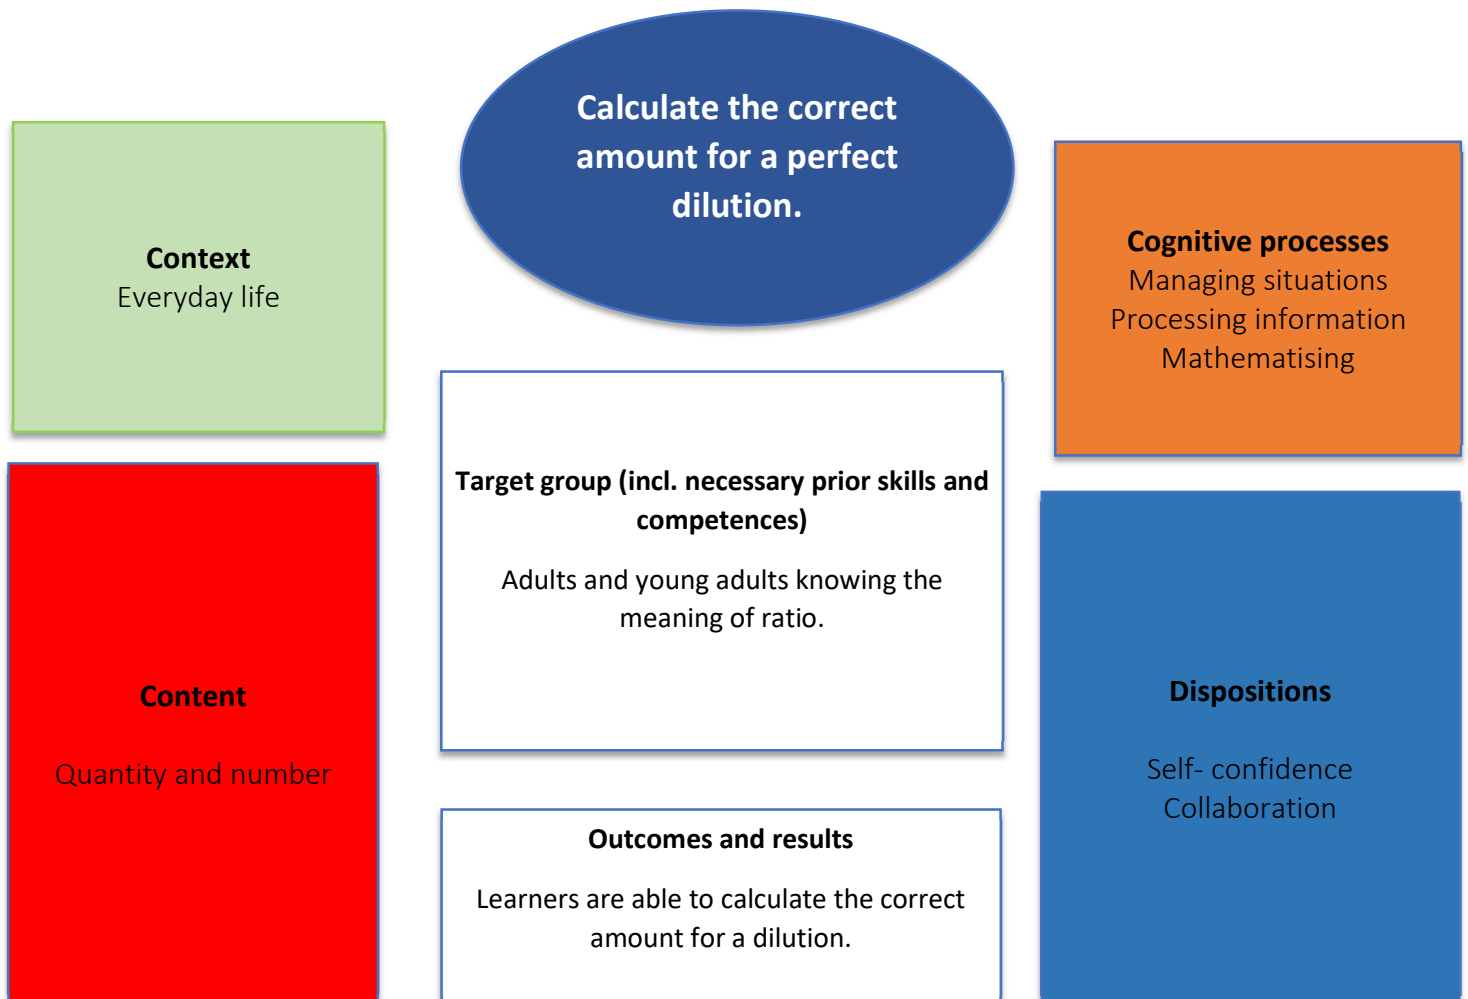 Calculate the correct
amount for a perfect
dilution.
Context
Everyday life
Cognitive processes
Managing situations
Processing information
Mathematising
Target group (incl. necessary prior skills and
competences)
Adults and young adults knowing the
meaning of ratio.
Content
Quantity and number
Dispositions
Self- confidence
Collaboration
Outcomes and results
Learners are able to calculate the correct
amount for a dilution.